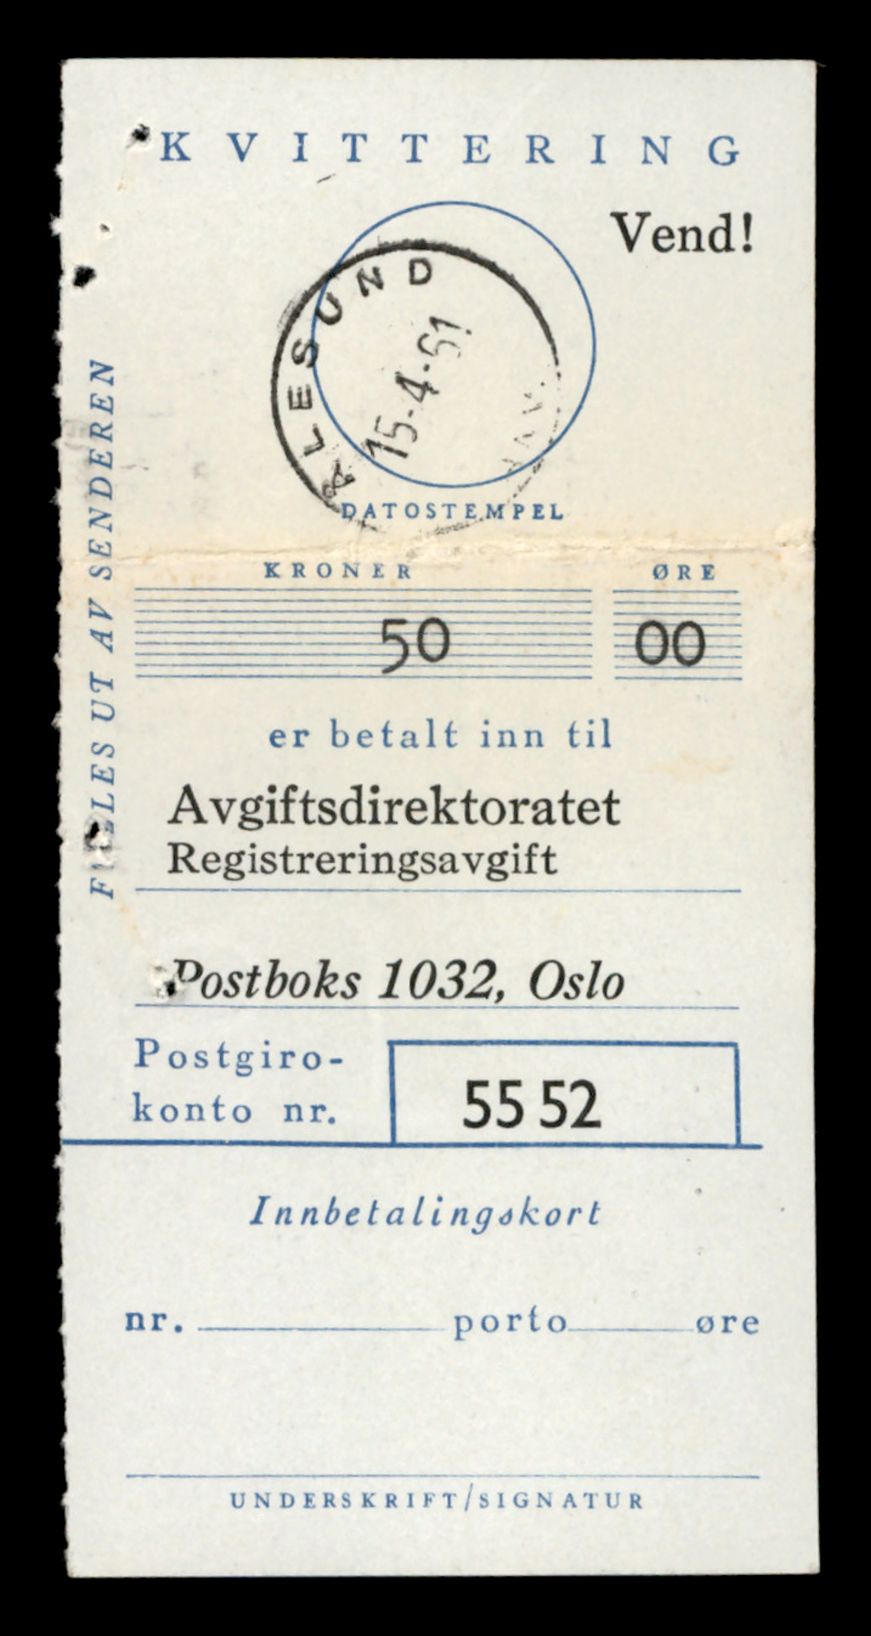 KVITTERING
Vend!
ÅLESUND
15-4-61
DATOSTEMPEL
FYLLES UT AV SENDEREN
KRONER ØRE
50 00
er betalt inn til
Avgiftsdirektoratet
Registreringsavgift
Postboks 1032, Oslo
Postgiro-
konto nr. 55 52
Innbetalingskort
nr. porto øre
UNDERSKRIFT/SIGNATUR